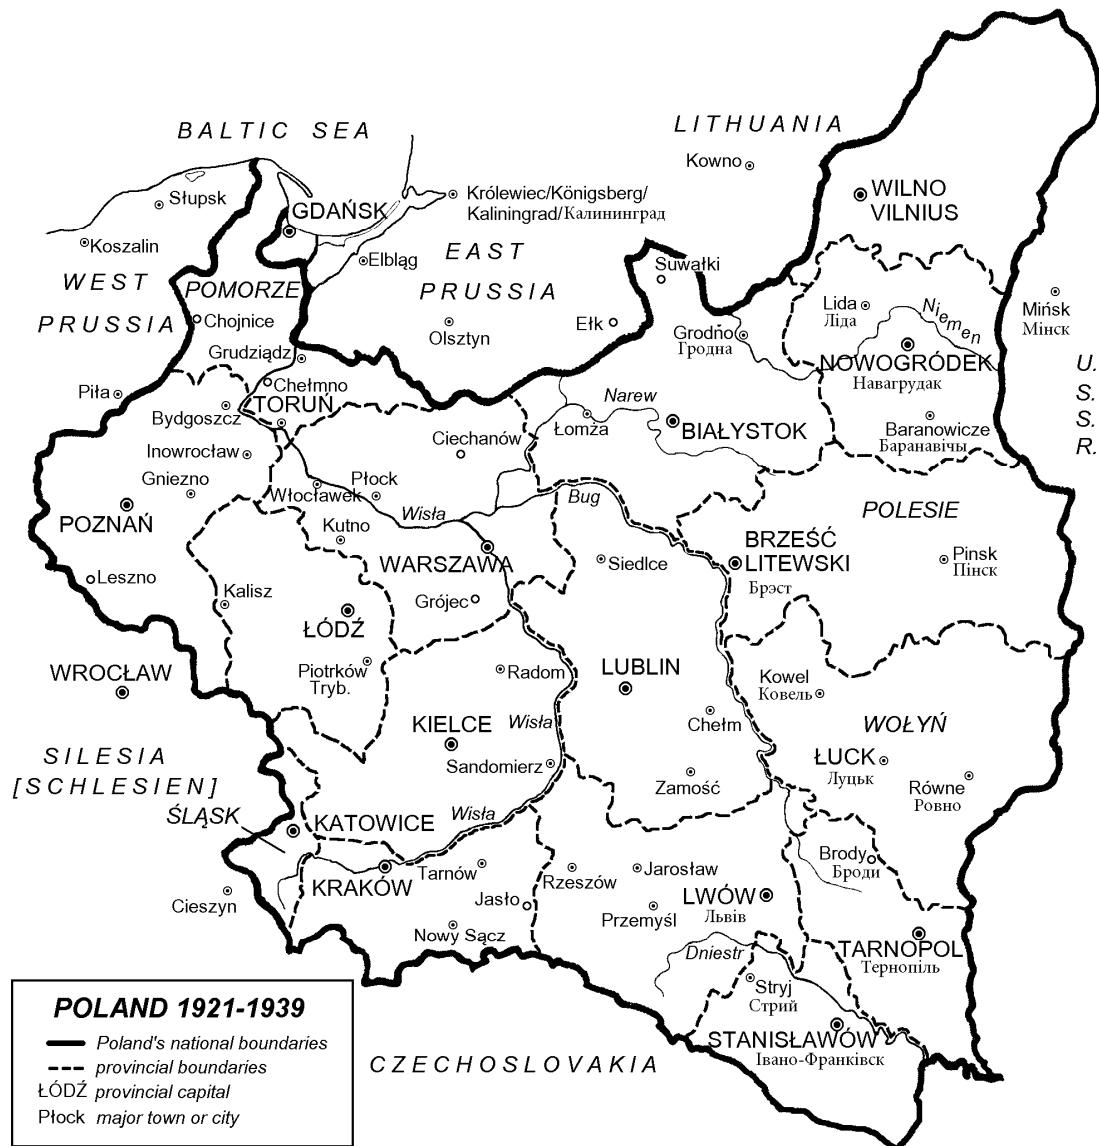 BALTIC SEA
LITHUANIA
Kowno
Słupsk
GDAŃSK
Królewiec/Königsberg/
Kaliningrad/Калининград
WILNO
VILNIUS
Koszalin
Elbląg
EAST
PRUSSIA
Suwałki
WEST
PRUSSIA
POMORZE
Chojnice
Olsztyn
Ełk
Grodno
Гродна
Lida
Ліда
Niemen
Mińsk
Мінск
NOWOGRÓDEK
Навагрудак
U.
S.
S.
R.
Grudziądz
Chełmno
Piła
Bydgoszcz
TORUŃ
Ciechanów
Narew
Łomża
BIAŁYSTOK
Baranowicze
Баранавічы
Inowrocław
Gniezno
Włocławek
Płock
Wisła
Bug
POLESIE
POZNAŃ
Kutno
WARSZAWA
Siedlce
BRZEŚĆ
LITEWSKI
Брэст
Pinsk
Пінск
Leszno
Kalisz
ŁÓDŹ
Grójec
WROCŁAW
Piotrków
Tryb.
Radom
LUBLIN
Kowel
Ковель
Wisła
Chełm
WOŁYŃ
KIELCE
SILESIA
[SCHLESIEN]
Sandomierz
Zamość
ŁUCK
Луцьк
Równe
Ровно
ŚLĄSK
KATOWICE
Wisła
Brody
Броди
KRAKÓW
Tarnów
Rzeszów
Jarosław
Cieszyn
Jasło
Przemyśl
LWÓW
Львів
Nowy Sącz
Dniestr
TARNOPOL
Тернопіль
Stryj
Стрий
STANISŁAWÓW
Івано-Франківск
CZECHOSLOVAKIA
POLAND 1921-1939
Poland's national boundaries
provincial boundaries
ŁÓDŹ provincial capital
Płock major town or city